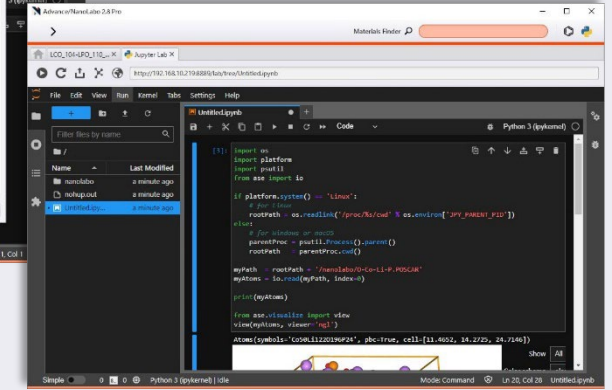 3 (ipykernel)
Advance/NanoLabo 2.8 Pro
Materials Finder
LCO_104-LPO_110_...
Jupyter Lab
http://192.168.10.219:8889/lab/tree/Untitled.ipynb
File Edit View Run Kernel Tabs Settings Help
Filter files by name
/
Name Last Modified
nanolabo a minute ago
nohup.out a minute ago
Untitled.ipy... a minute ago
Untitled.ipynb
Code
Python 3 (ipykernel)
[5]: import os
import platform
import psutil
from ase import io
if platform.system() == 'Linux':
# for Linux
rootPath = os.readlink('/proc/%s/cwd' % os.environ['JPY_PARENT_PID'])
else:
# for Windows or macOS
parentProc = psutil.Process().parent()
rootPath = parentProc.cwd()
myPath = rootPath + '/nanolabo/O-Co-Li-P.POSCAR'
myAtoms = io.read(myPath, index=0)
print(myAtoms)
from ase.visualize import view
view(myAtoms, viewer='ngl')
Atoms(symbols='Co50Li122O196P24', pbc=True, cell=[11.4652, 14.2725, 24.7146])
Show All
1, Col 1
Simple 0 0 Python 3 (ipykernel) | Idle Mode: Command Ln 20, Col 28 Untitled.ipynb